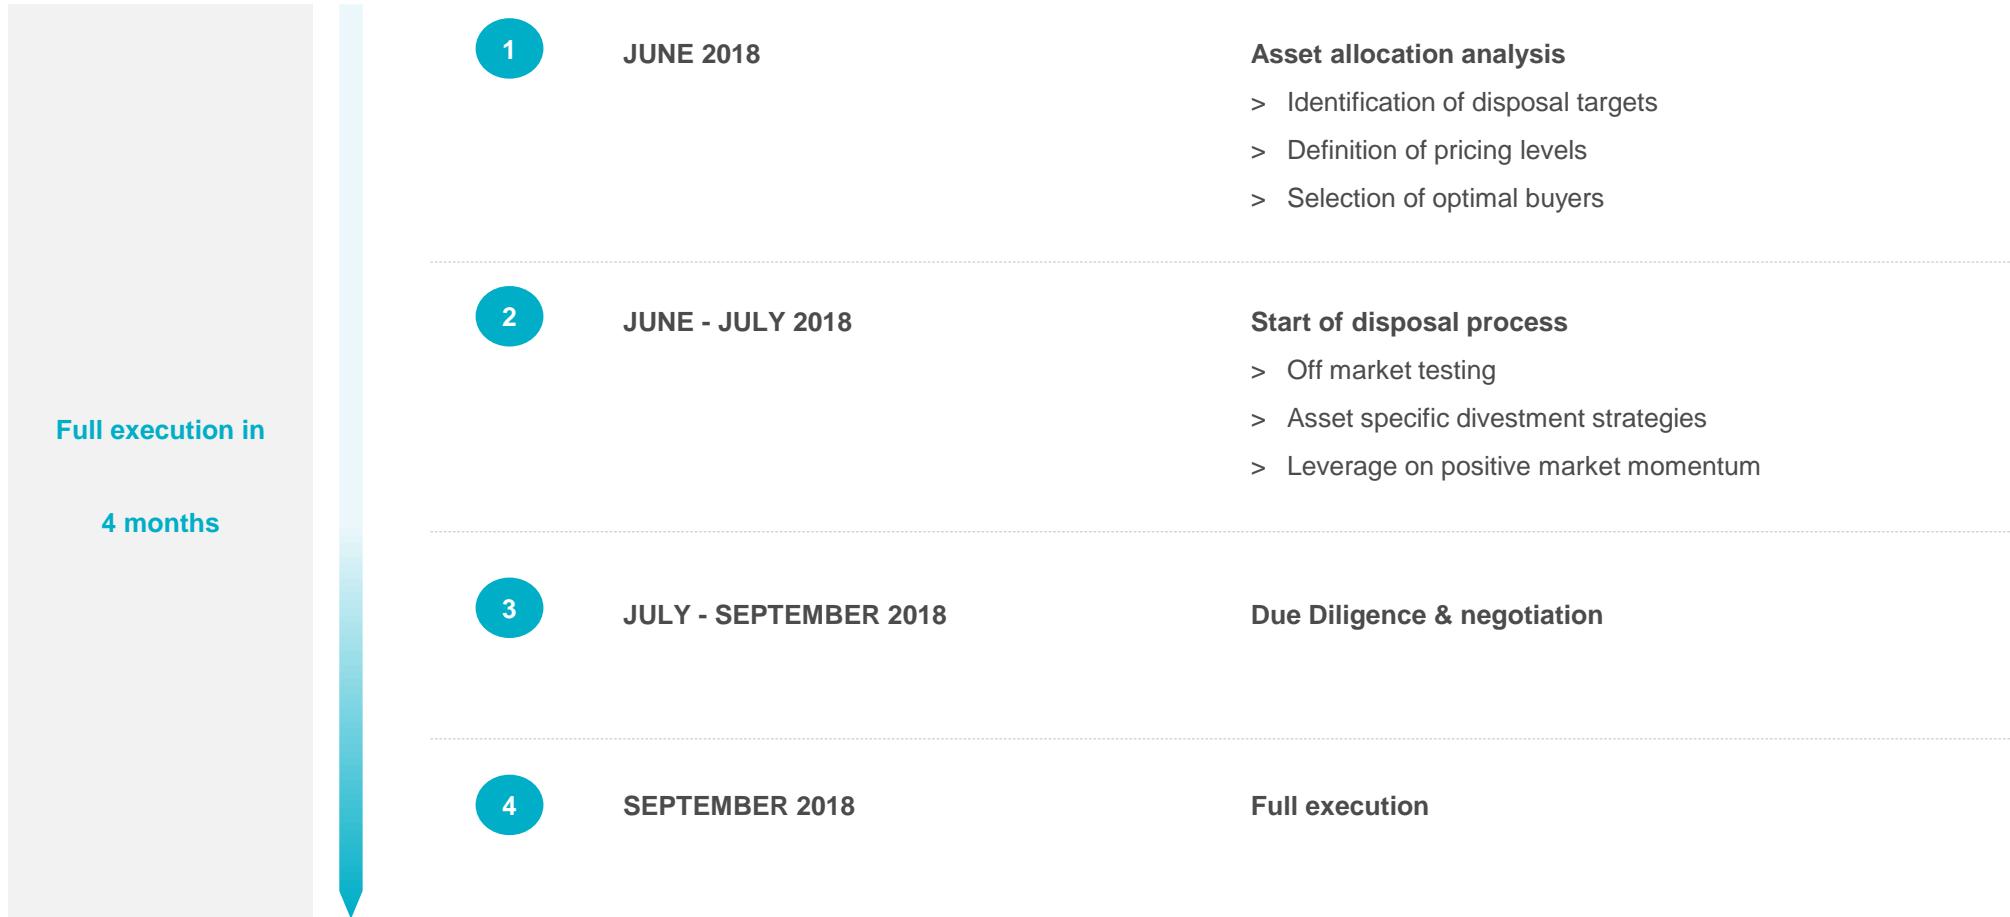 Full execution in
4 months
1
JUNE 2018
Asset allocation analysis
> Identification of disposal targets
> Definition of pricing levels
> Selection of optimal buyers
2
JUNE - JULY 2018
Start of disposal process
> Off market testing
> Asset specific divestment strategies
> Leverage on positive market momentum
3
JULY - SEPTEMBER 2018
Due Diligence & negotiation
4
SEPTEMBER 2018
Full execution